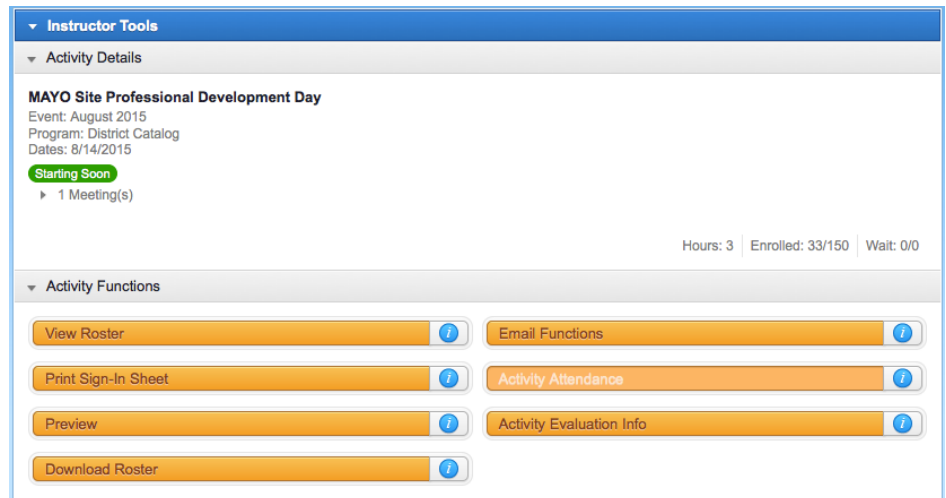 Instructor Tools
Activity Details
MAYO Site Professional Development Day
Event: August 2015
Program: District Catalog
Dates: 8/14/2015
Starting Soon
1 Meeting(s)
Hours: 3 Enrolled: 33/150 Wait: 0/0
Activity Functions
View Roster i Email Functions i
Print Sign-In Sheet i Activity Attendance i
Preview i Activity Evaluation Info i
Download Roster i